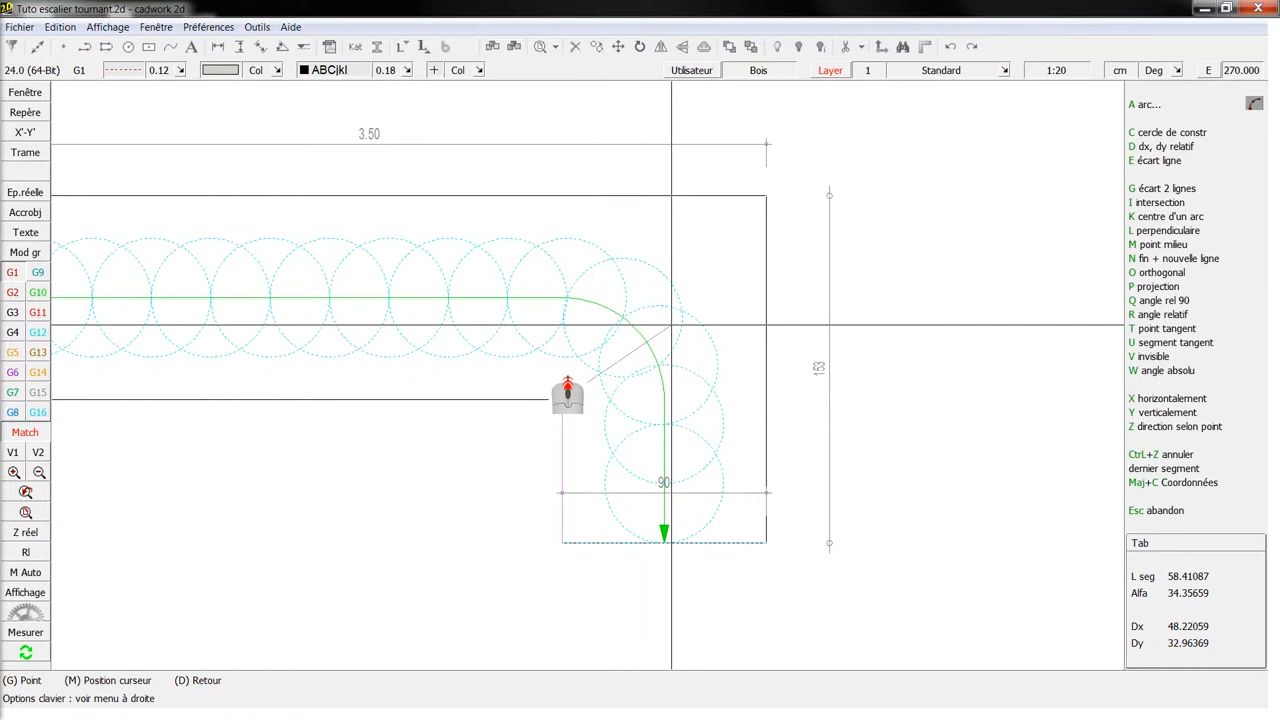 Tuto escalier tournant.2d - cadwork 2d
Fichier Edition Affichage Fenêtre Préférences Outils Aide
Kat
24.0 (64-Bit) G1 0.12 Col ABC|kl 0.18 Col Utilisateur Bois Layer 1 Standard 1:20 cm Deg E 270.000
Fenêtre
Repère
X'-Y'
Trame
Ep.réelle
Accrobj
Texte
Mod gr
G1 G9
G2 G10
G3 G11
G4 G12
G5 G13
G6 G14
G7 G15
G8 G16
Match
V1 V2
Z réel
RI
M Auto
Affichage
Mesurer
3.50
153
90
A arc...
C cercle de constr
D dx, dy relatif
E écart ligne
G écart 2 lignes
I intersection
K centre d'un arc
L perpendiculaire
M point milieu
N fin + nouvelle ligne
O orthogonal
P projection
Q angle rel 90
R angle relatif
T point tangent
U segment tangent
V invisible
W angle absolu
X horizontalement
Y verticalement
Z direction selon point
CtrL+Z annuler
dernier segment
Maj+C Coordonnées
Esc abandon
Tab
L seg 58.41087
Alfa 34.35659
Dx 48.22059
Dy 32.96369
(G) Point (M) Position curseur (D) Retour
Options clavier : voir menu à droite